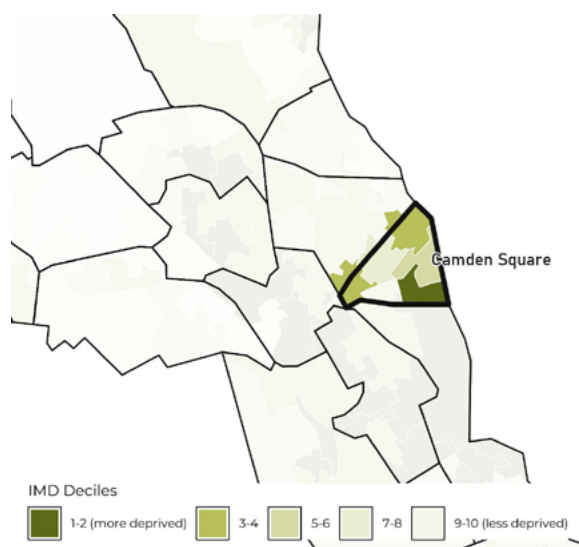 Camden Square
IMD Deciles
1-2 (more deprived) 3-4 5-6 7-8 9-10 (less deprived)